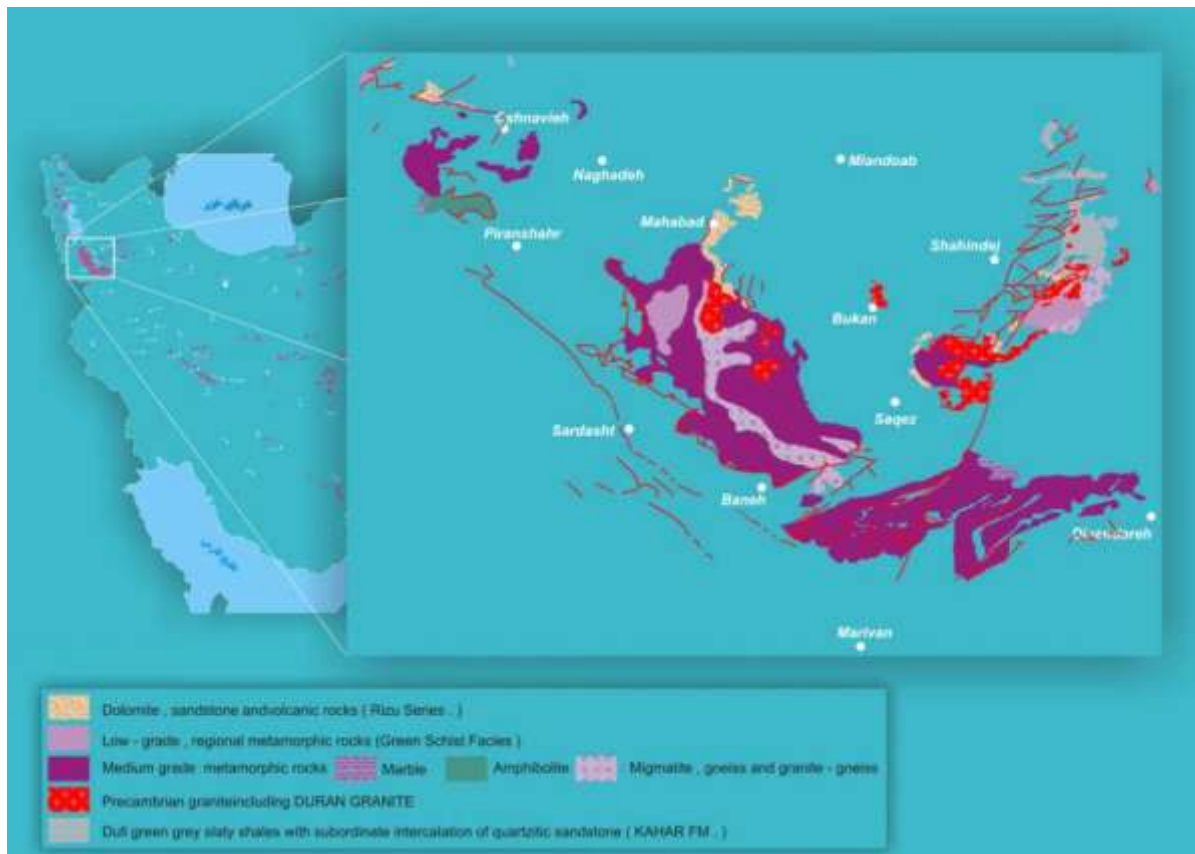 Oshnavieh
Naghadeh
Miandoab
Mahabad
Piranshahr
Shahindej
Bukan
Saqez
Sardasht
Baneh
Marivan
Dolomite , sandstone andvolcanic rocks ( Rizu Series . )
Low - grade , regional metamorphic rocks (Green Schist Facies )
Medium grade metamorphic rocks Marble Amphibolite Migmatite , gneiss and granite - gneiss
Precambrian graniteincluding DURAN GRANITE
Dull green grey slaty shales with subordinate intercalation of quartzitic sandstone ( KAHAR FM . )